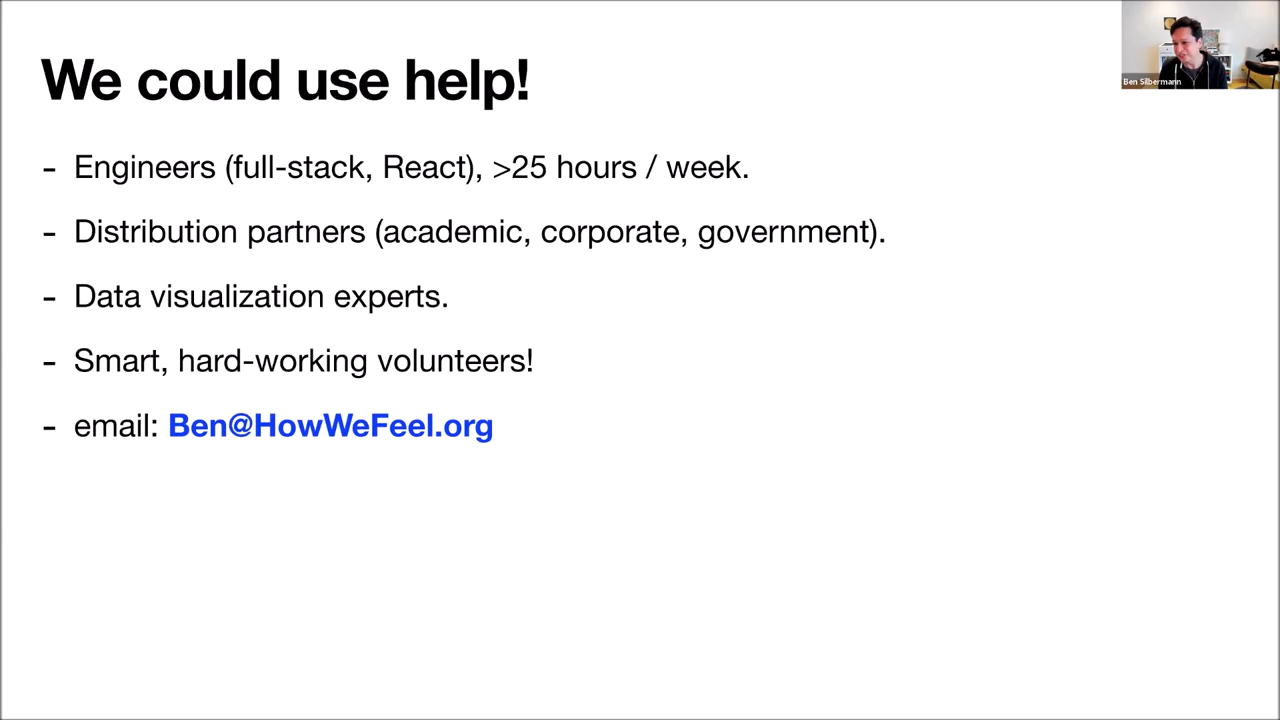 We could use help!
- Engineers (full-stack, React), >25 hours / week.
- Distribution partners (academic, corporate, government).
- Data visualization experts.
- Smart, hard-working volunteers!
- email: Ben@HowWeFeel.org
Ben Silbermann